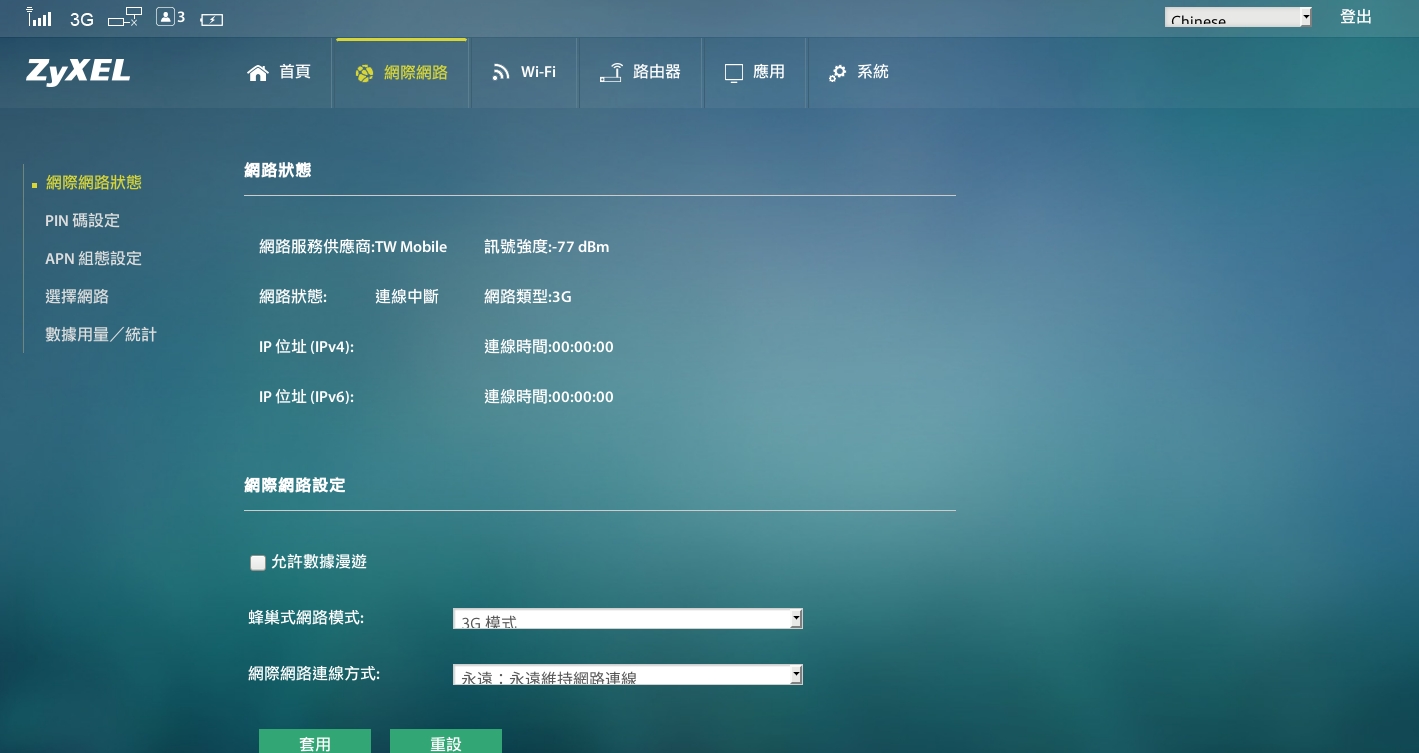 3G 3 Chinese 登出
ZyXEL 首頁 網際網路 Wi-Fi 路由器 應用 系統
網際網路狀態
PIN 碼設定
APN 組態設定
選擇網路
數據用量／統計
網路狀態
網路服務供應商:TW Mobile 訊號強度:-77 dBm
網路狀態: 連線中斷 網路類型:3G
IP 位址 (IPv4): 連線時間:00:00:00
IP 位址 (IPv6): 連線時間:00:00:00
網際網路設定
允許數據漫遊
蜂巢式網路模式: 3G 模式
網際網路連線方式: 永遠：永遠維持網路連線
套用 重設